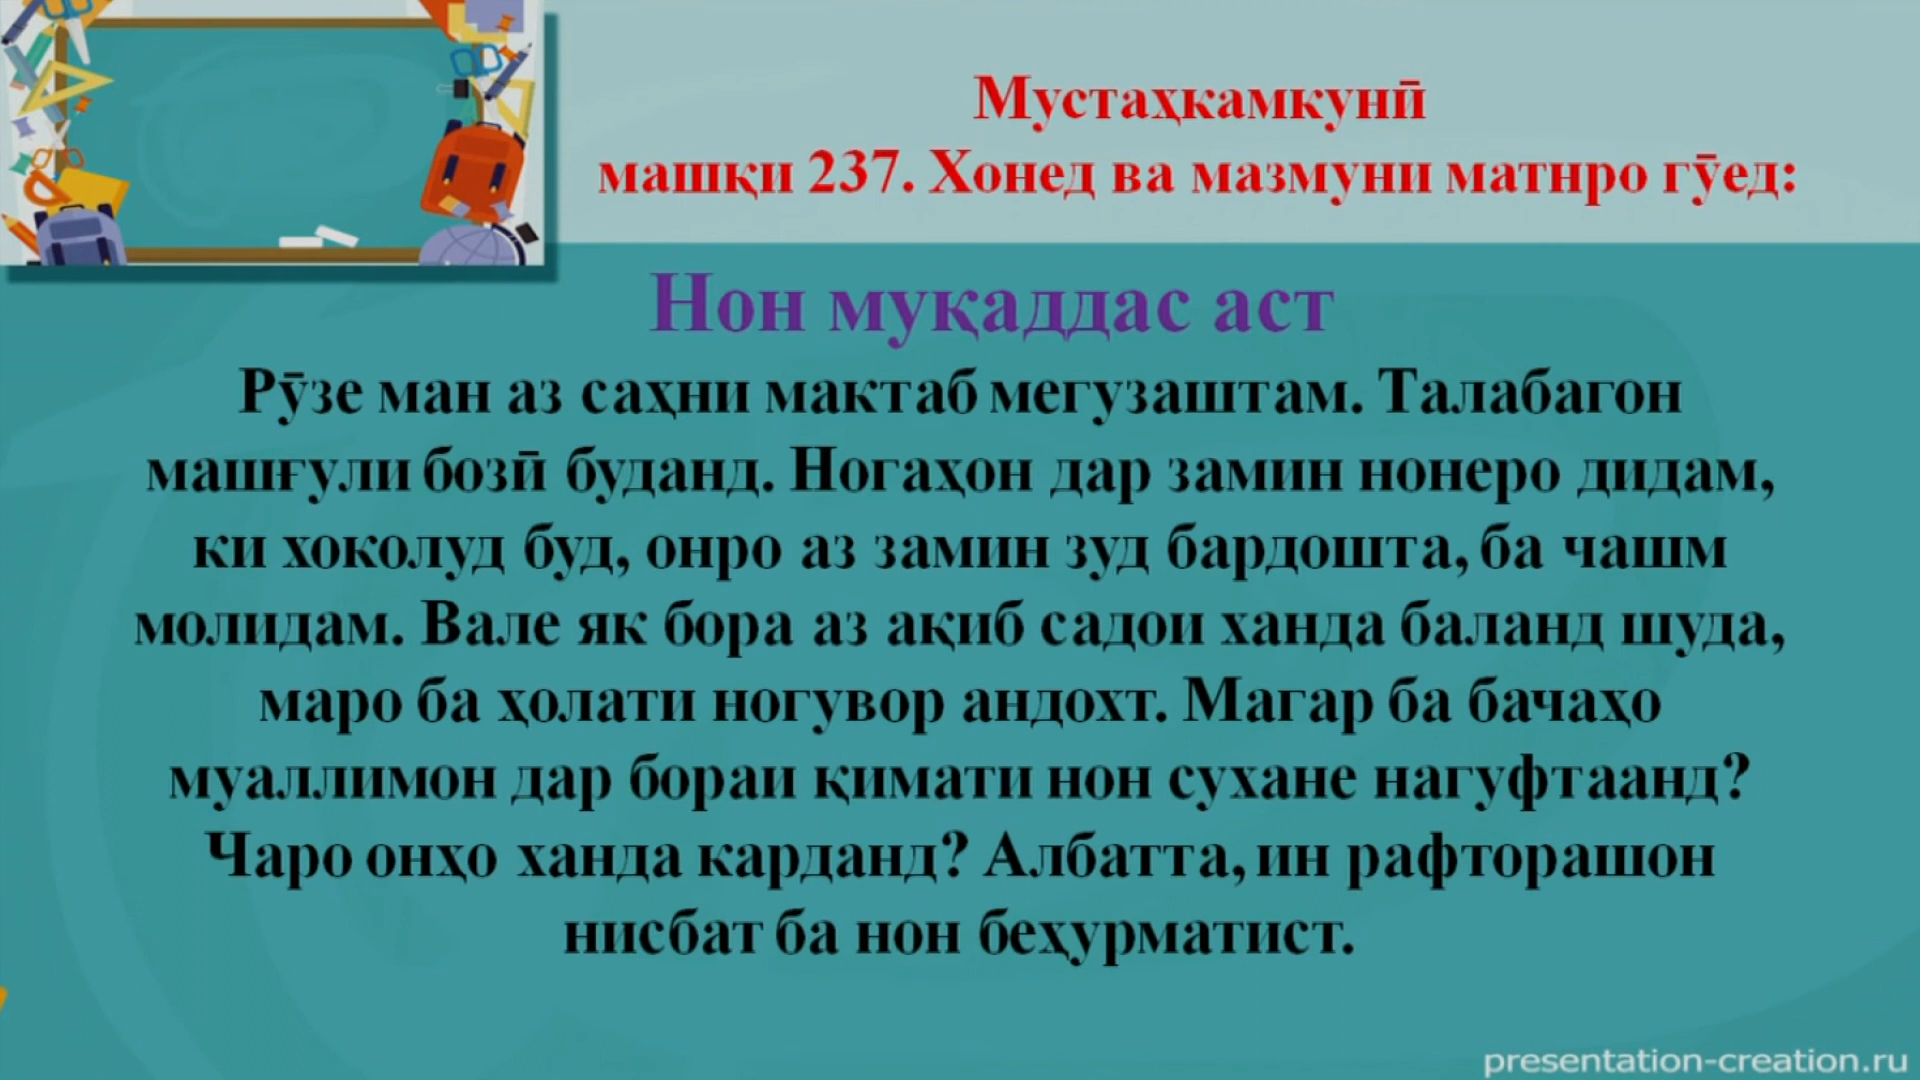 Мустаҳкамкунӣ
машқи 237. Хонед ва мазмуни матнро гӯед:
Нон муқаддас аст
Рӯзе ман аз саҳни мактаб мегузаштам. Талабагон
машғули бозӣ буданд. Ногаҳон дар замин нонеро дидам,
ки хоколуд буд, онро аз замин зуд бардошта, ба чашм
молидам. Вале як бора аз ақиб садои ханда баланд шуда,
маро ба ҳолати ногувор андохт. Магар ба бачаҳо
муаллимон дар бораи қимати нон сухане нагуфтаанд?
Чаро онҳо ханда карданд? Албатта, ин рафторашон
нисбат ба нон беҳурматист.
presentation-creation.ru